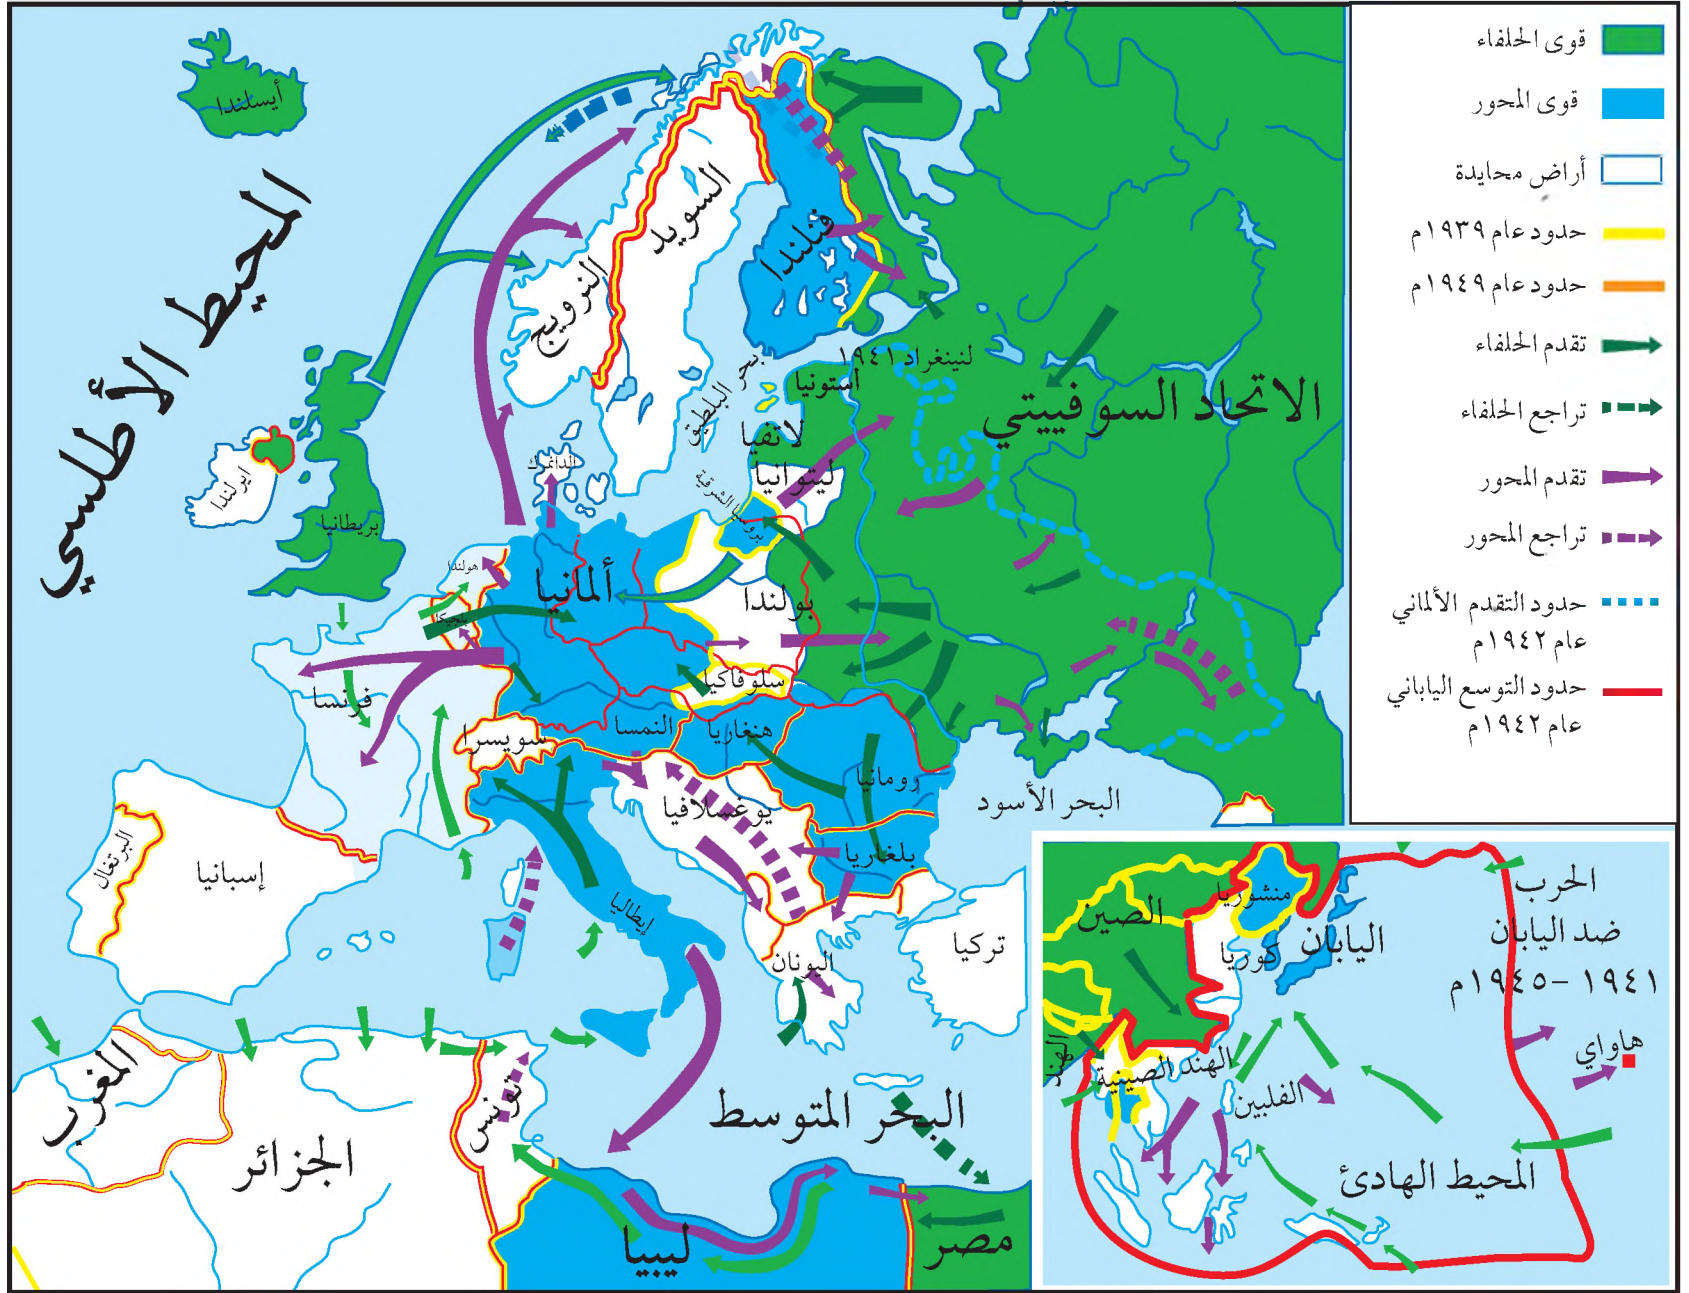 قوى الحلفاء
قوى المحور
أراض محايدة
حدود عام ١٩٣٩م
حدود عام ١٩٤٩م
تقدم الحلفاء
تراجع الحلفاء
تقدم المحور
تراجع المحور
حدود التقدم الألماني
عام ١٩٤٢م
حدود التوسع الياباني
عام ١٩٤٢م
أيسلندا
المحيط الأطلسي
السويد
فنلندا
النرويج
لنينغراد ١٩٤١
استونيا
بحر البلطيق
الاتحاد السوفييتي
لاتفيا
ليتوانيا
الدانمرك
بروسيا الشرقية
ايرلندا
بريطانيا
هولندا
ألمانيا
بولندا
بلجيكا
سلوفاكيا
فرنسا
النمسا
هنغاريا
سويسرا
رومانيا
يوغسلافيا
البحر الأسود
بلغاريا
البرتغال
إسبانيا
إيطاليا
اليونان
تركيا
المغرب
الجزائر
تونس
البحر المتوسط
ليبيا
مصر
الحرب
ضد اليابان
١٩٤١ -١٩٤٥م
منشوريا
الصين
اليابان
كوريا
هاواي
الهند
الهند الصينية
الفلبين
المحيط الهادئ